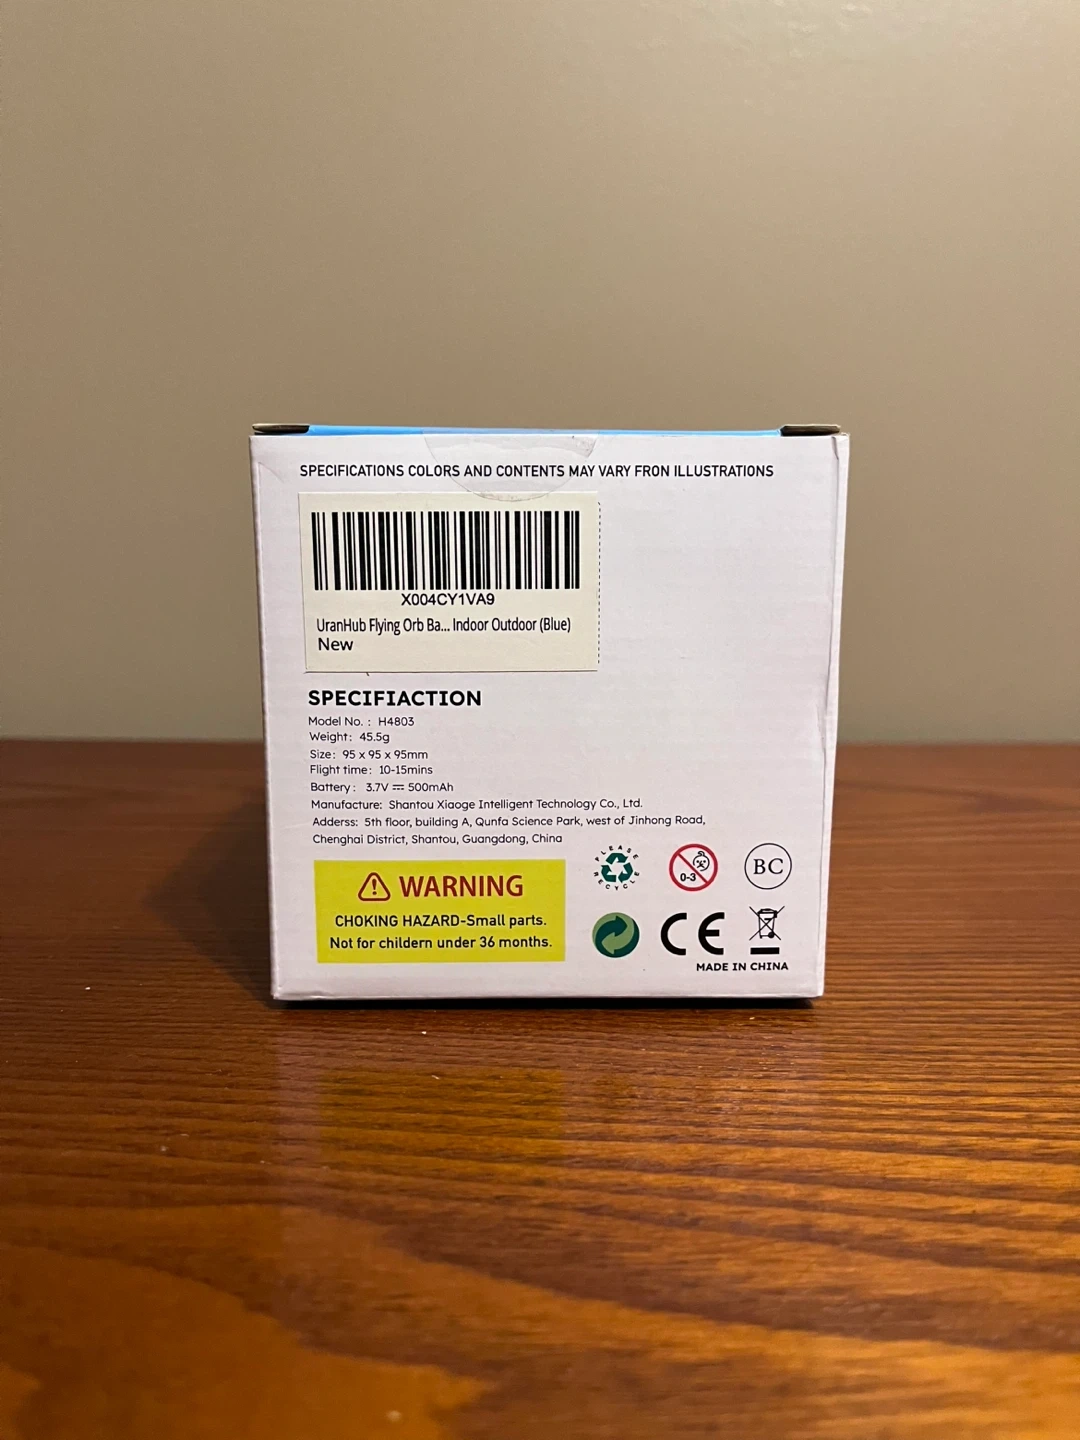 SPECIFICATIONS COLORS AND CONTENTS MAY VARY FRON ILLUSTRATIONS
X004CY1VA9
UranHub Flying Orb Ba... Indoor Outdoor (Blue)
New
SPECIFIACTION
Model No. : H4803
Weight: 45.5g
Size: 95 x 95 x 95mm
Flight time: 10-15mins
Battery : 3.7V ⎓ 500mAh
Manufacture: Shantou Xiaoge Intelligent Technology Co., Ltd.
Adderss: 5th floor, building A, Qunfa Science Park, west of Jinhong Road,
Chenghai District, Shantou, Guangdong, China
WARNING
CHOKING HAZARD-Small parts.
Not for childern under 36 months.
PLEASE
RECYCLE
0-3
BC
CE
MADE IN CHINA